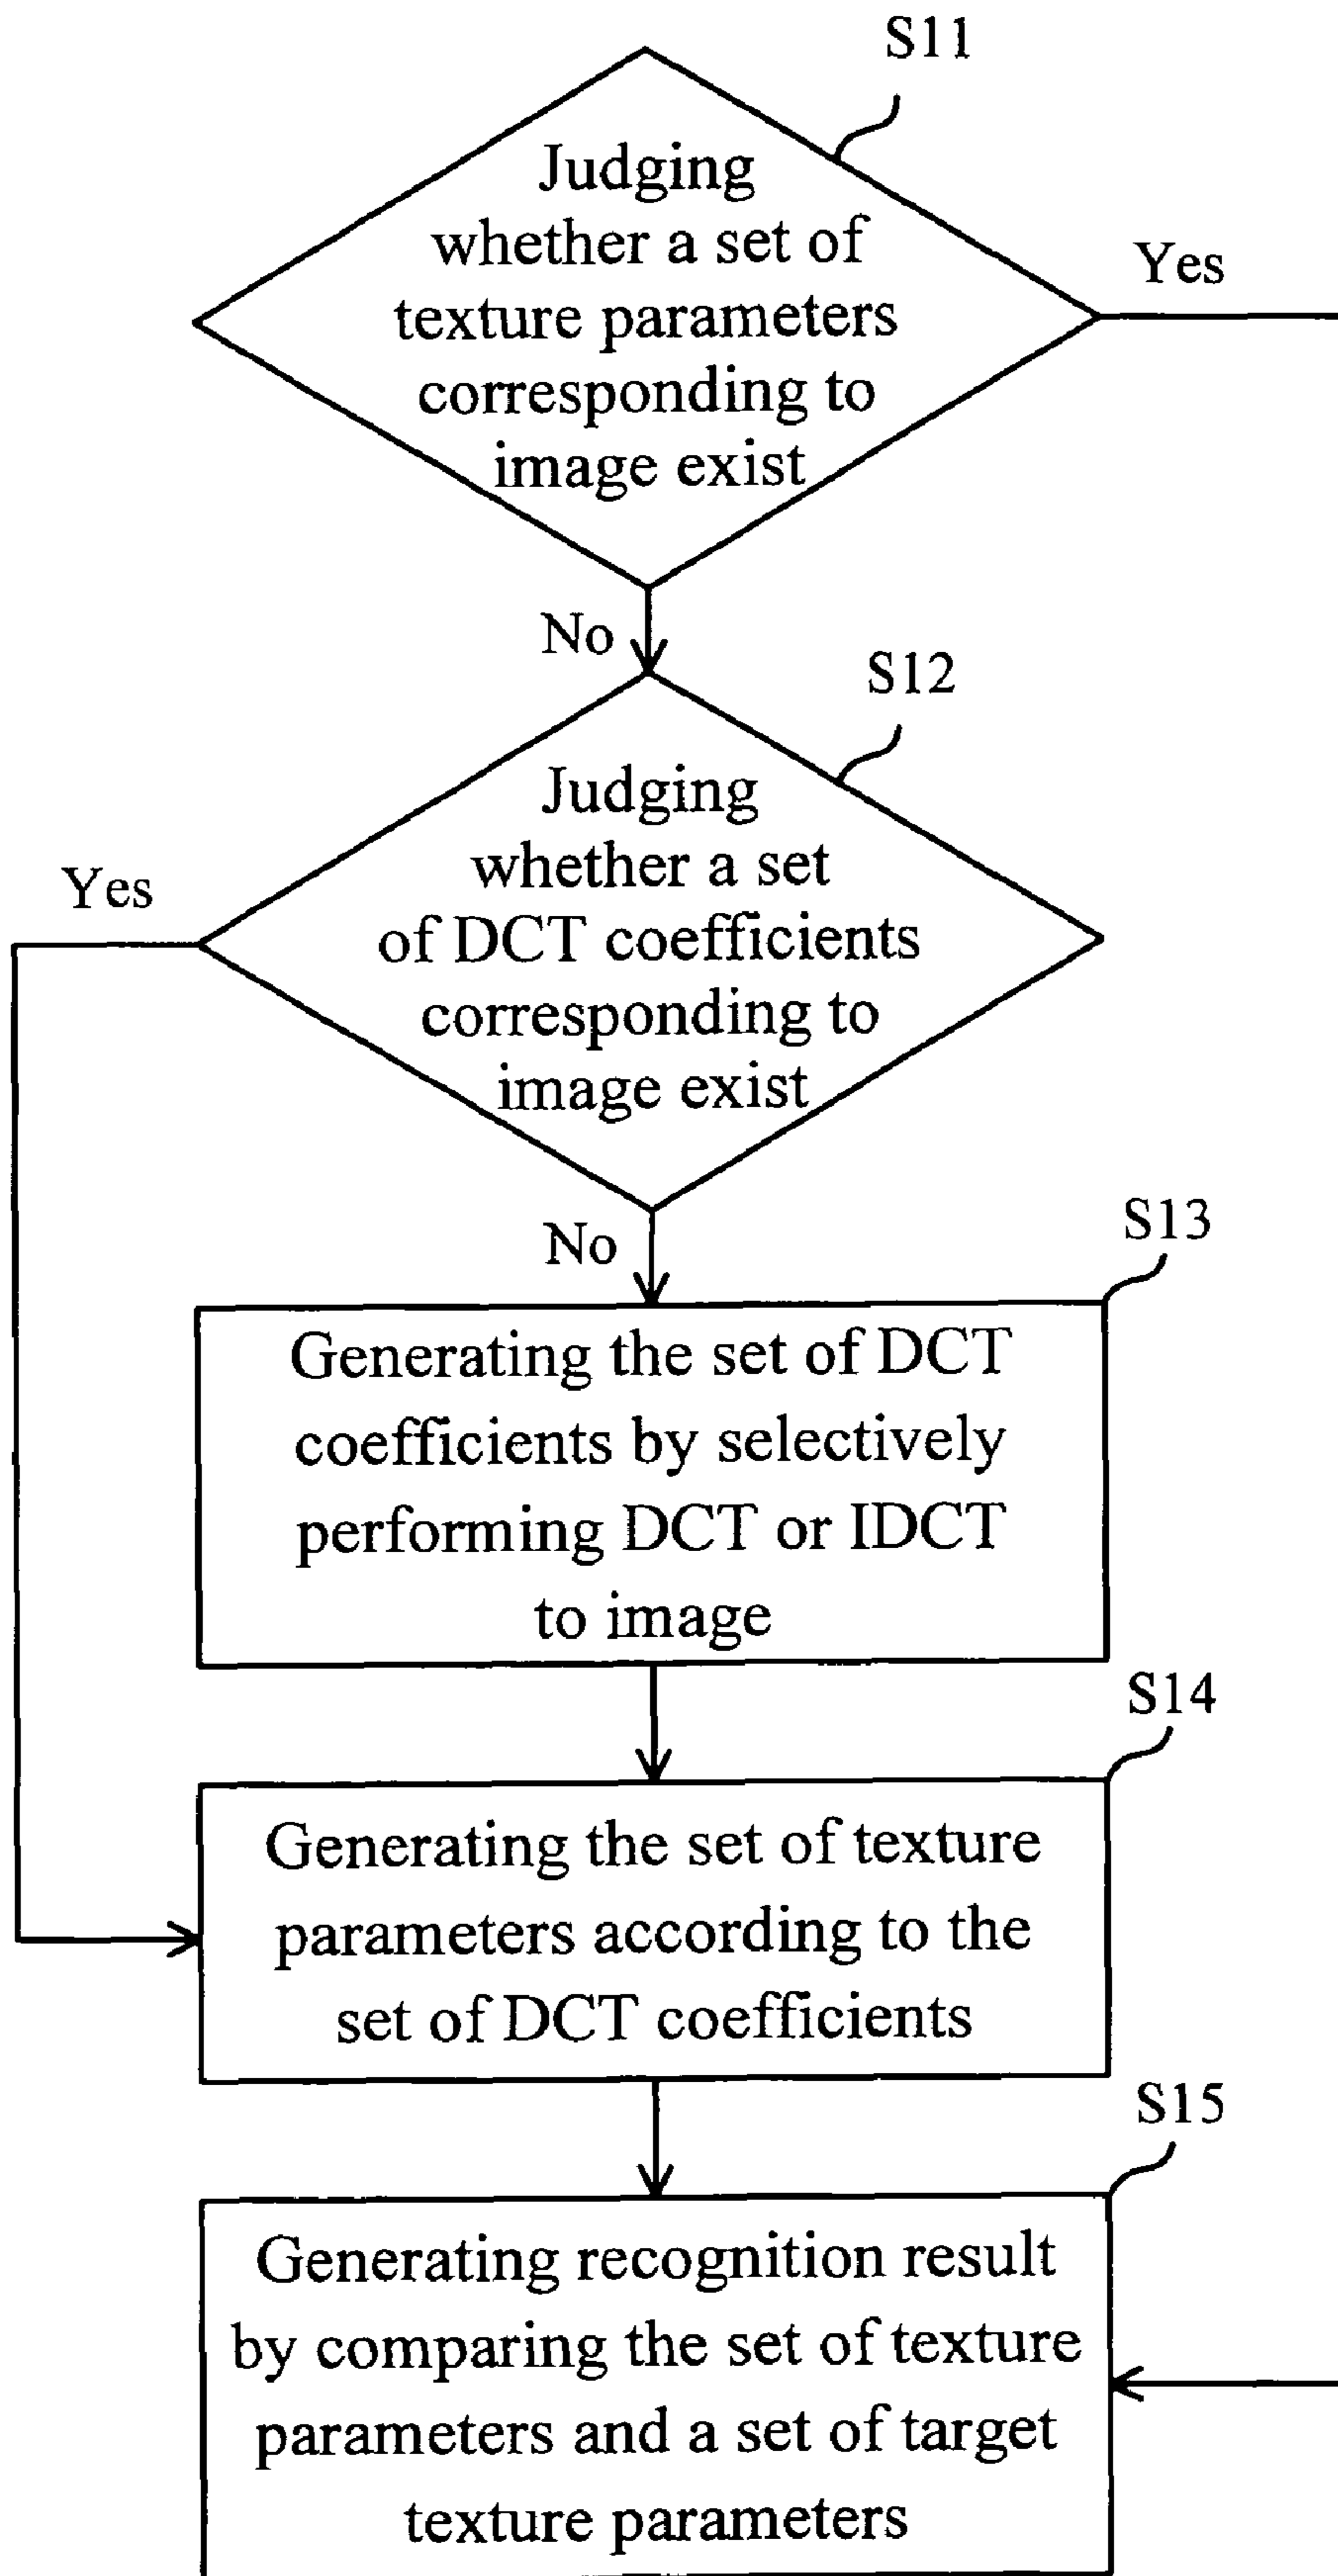 S11
Judging
whether a set of
texture parameters
corresponding to
image exist
Yes
No
S12
Judging
whether a set
of DCT coefficients
corresponding to
image exist
Yes
No
S13
Generating the set of DCT
coefficients by selectively
performing DCT or IDCT
to image
S14
Generating the set of texture
parameters according to the
set of DCT coefficients
S15
Generating recognition result
by comparing the set of texture
parameters and a set of target
texture parameters